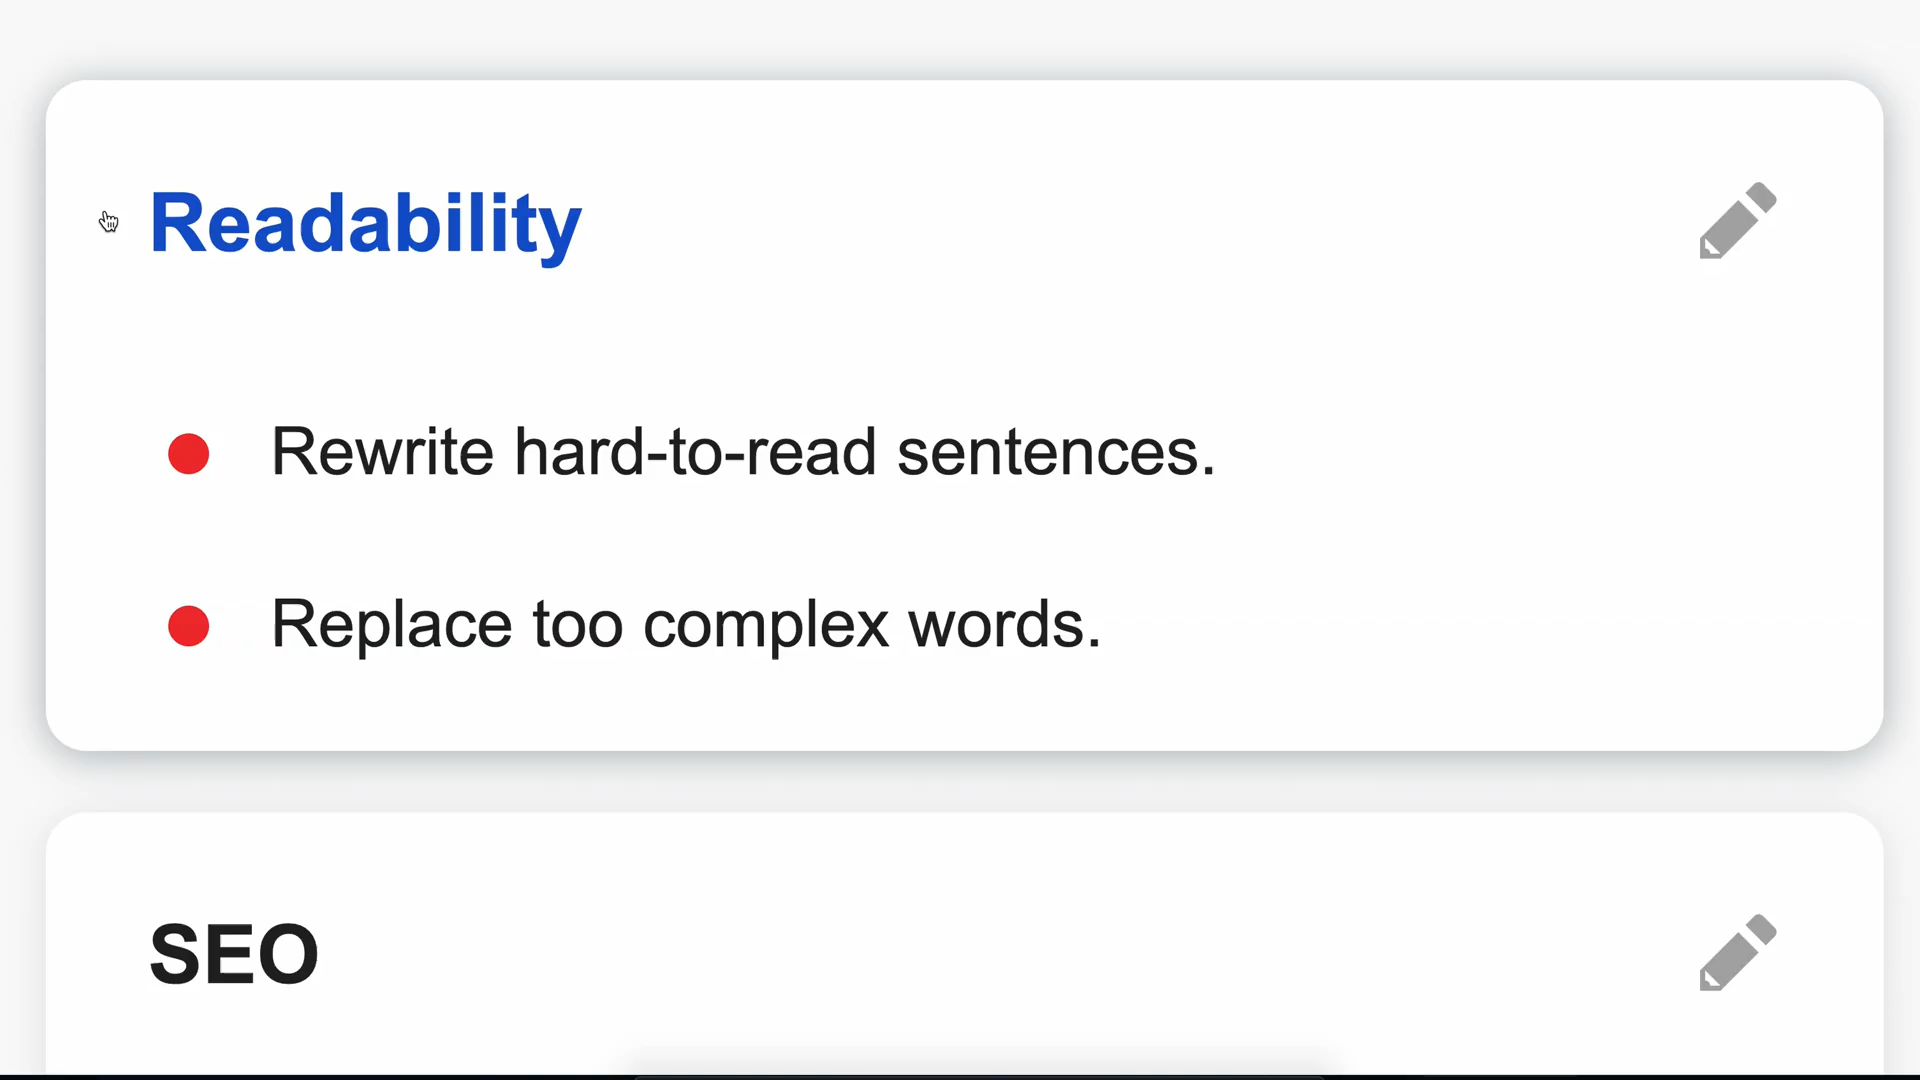 Readability
Rewrite hard-to-read sentences.
Replace too complex words.
SEO